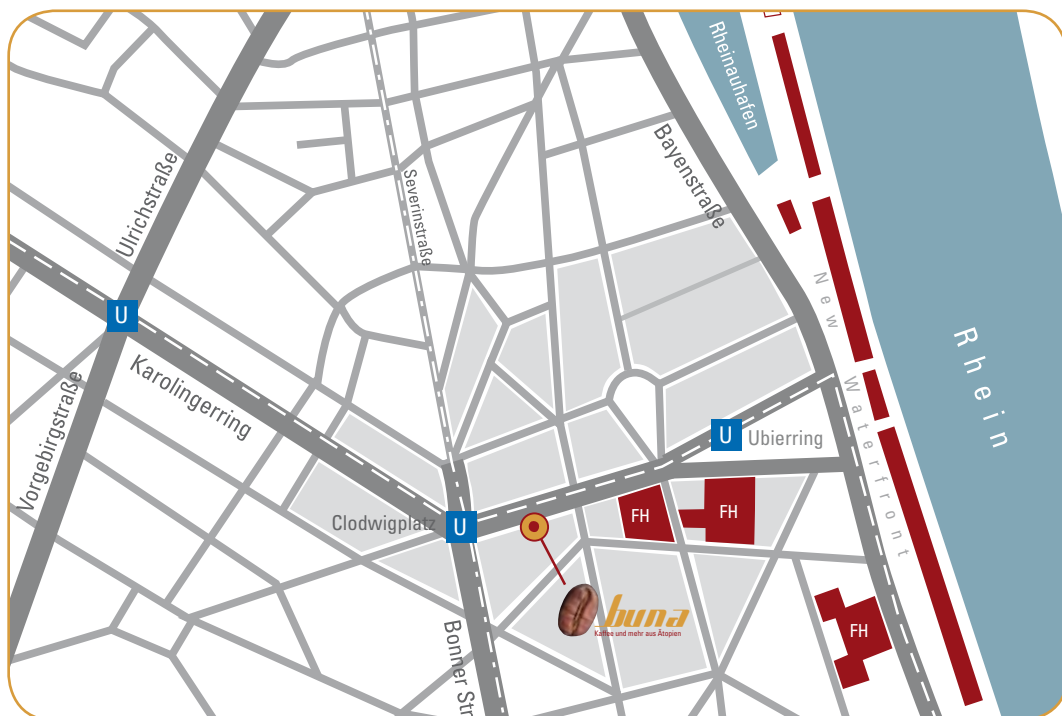 Rheinauhafen
Bayenstraße
Severinstraße
Ulrichstraße
New Waterfront
Rhein
U
Karolingerring
Vorgebirgstraße
U Ubierring
Clodwigplatz U
FH
FH
buna
Kaffee und mehr aus Ätopien
FH
Bonner Str